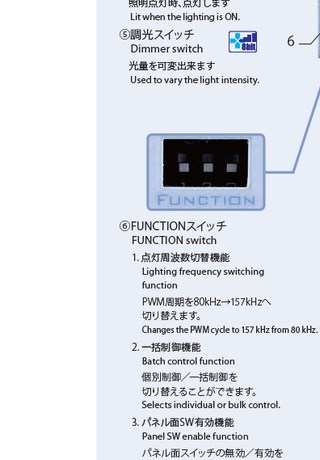 照明点灯時、点灯します
Lit when the lighting is ON.
⑤調光スイッチ
Dimmer switch
8bit
6
光量を可変出来ます
Used to vary the light intensity.
1 2 3
FUNCTION
⑥FUNCTIONスイッチ
FUNCTION switch
1. 点灯周波数切替機能
Lighting frequency switching
function
PWM周期を80kHz→157kHzへ
切り替えます。
Changes the PWM cycle to 157 kHz from 80 kHz.
2. 一括制御機能
Batch control function
個別制御／一括制御を
切り替えることができます。
Selects individual or bulk control.
3. パネル面SW有効機能
Panel SW enable function
パネル面スイッチの無効／有効を